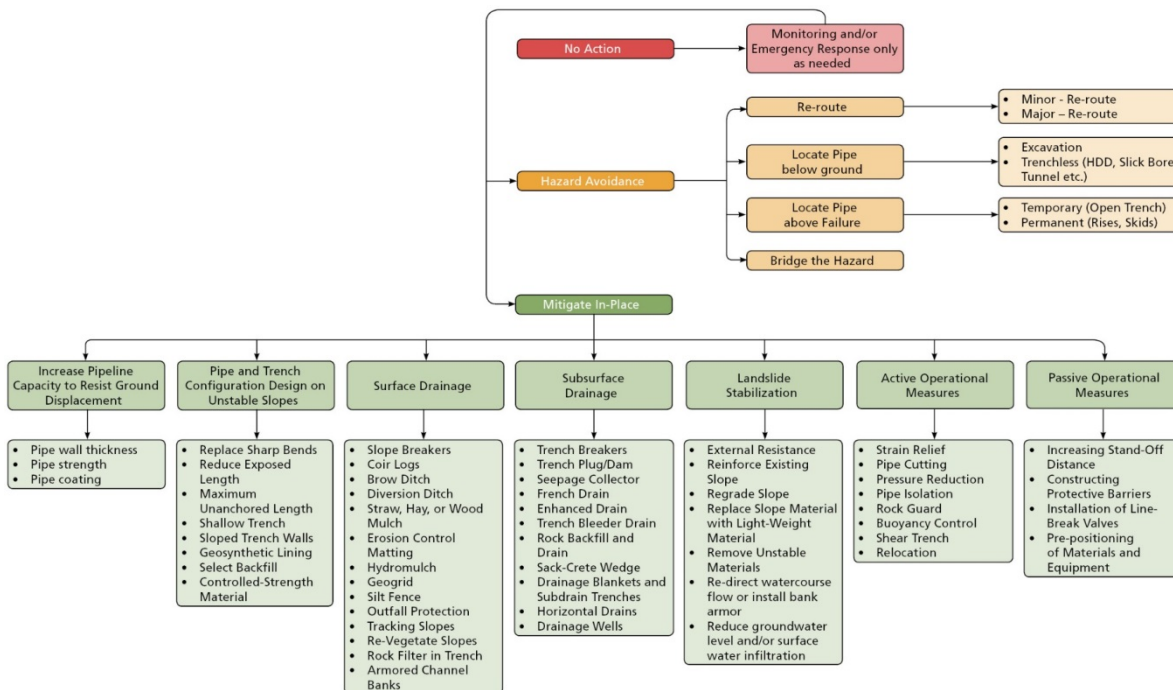 No Action
Monitoring and/or
Emergency Response only
as needed
Hazard Avoidance
Re-route
• Minor - Re-route
• Major – Re-route
Locate Pipe
below ground
• Excavation
• Trenchless (HDD, Slick Bore
Tunnel etc.)
Locate Pipe
above Failure
• Temporary (Open Trench)
• Permanent (Rises, Skids)
Bridge the Hazard
Mitigate In-Place
Increase Pipeline
Capacity to Resist Ground
Displacement
• Pipe wall thickness
• Pipe strength
• Pipe coating
Pipe and Trench
Configuration Design on
Unstable Slopes
• Replace Sharp Bends
• Reduce Exposed
Length
• Maximum
Unanchored Length
• Shallow Trench
• Sloped Trench Walls
• Geosynthetic Lining
• Select Backfill
• Controlled-Strength
Material
Surface Drainage
• Slope Breakers
• Coir Logs
• Brow Ditch
• Diversion Ditch
• Straw, Hay, or Wood
Mulch
• Erosion Control
Matting
• Hydromulch
• Geogrid
• Silt Fence
• Outfall Protection
• Tracking Slopes
• Re-Vegetate Slopes
• Rock Filter in Trench
• Armored Channel
Banks
Subsurface
Drainage
• Trench Breakers
• Trench Plug/Dam
• Seepage Collector
• French Drain
• Enhanced Drain
• Trench Bleeder Drain
• Rock Backfill and
Drain
• Sack-Crete Wedge
• Drainage Blankets and
Subdrain Trenches
• Horizontal Drains
• Drainage Wells
Landslide
Stabilization
• External Resistance
• Reinforce Existing
Slope
• Regrade Slope
• Replace Slope Material
with Light-Weight
Material
• Remove Unstable
Materials
• Re-direct watercourse
flow or install bank
armor
• Reduce groundwater
level and/or surface
water infiltration
Active Operational
Measures
• Strain Relief
• Pipe Cutting
• Pressure Reduction
• Pipe Isolation
• Rock Guard
• Buoyancy Control
• Shear Trench
• Relocation
Passive Operational
Measures
• Increasing Stand-Off
Distance
• Constructing
Protective Barriers
• Installation of Line-
Break Valves
• Pre-positioning
of Materials and
Equipment